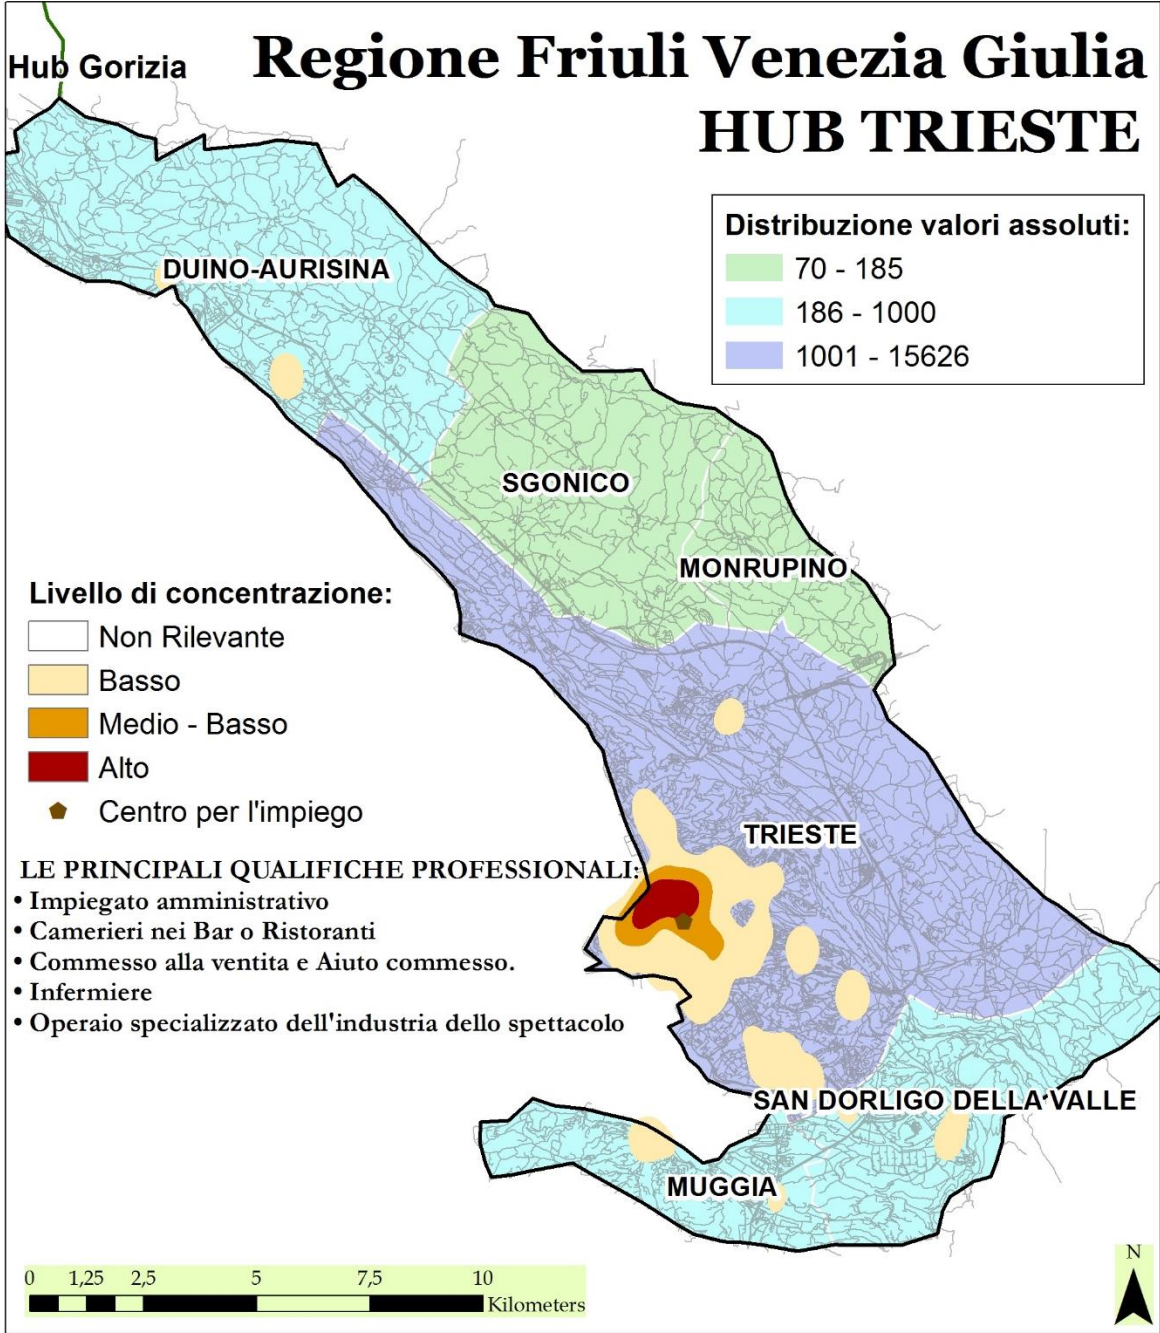 Regione Friuli Venezia Giulia
HUB TRIESTE
Hub Gorizia
Distribuzione valori assoluti:
70 - 185
186 - 1000
1001 - 15626
DUINO-AURISINA
SGONICO
MONRUPINO
Livello di concentrazione:
Non Rilevante
Basso
Medio - Basso
Alto
Centro per l'impiego
TRIESTE
LE PRINCIPALI QUALIFICHE PROFESSIONALI:
• Impiegato amministrativo
• Camerieri nei Bar o Ristoranti
• Commesso alla ventita e Aiuto commesso.
• Infermiere
• Operaio specializzato dell'industria dello spettacolo
SAN DORLIGO DELLA VALLE
MUGGIA
0 1,25 2,5 5 7,5 10
Kilometers
N